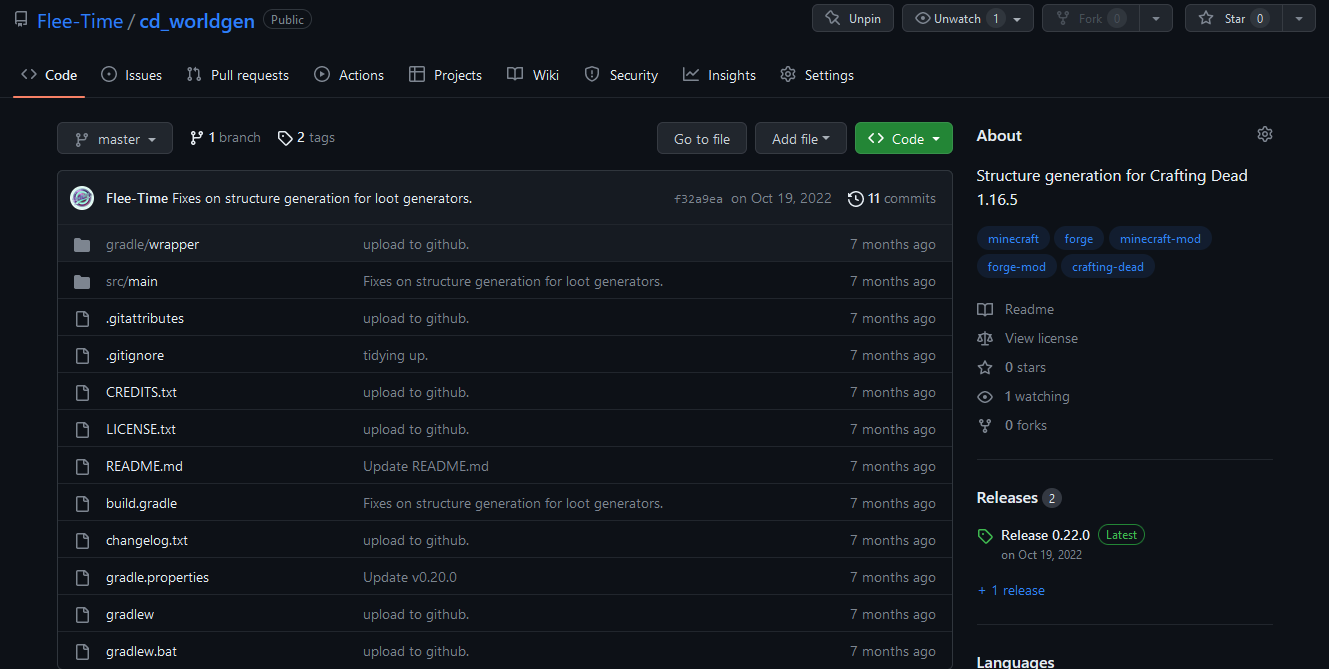 Flee-Time / cd_worldgen Public
Unpin Unwatch 1 Fork 0 Star 0
Code Issues Pull requests Actions Projects Wiki Security Insights Settings
master 1 branch 2 tags Go to file Add file Code
Flee-Time Fixes on structure generation for loot generators. f32a9ea on Oct 19, 2022 11 commits
gradle/wrapper upload to github. 7 months ago
src/main Fixes on structure generation for loot generators. 7 months ago
.gitattributes upload to github. 7 months ago
.gitignore tidying up. 7 months ago
CREDITS.txt upload to github. 7 months ago
LICENSE.txt upload to github. 7 months ago
README.md Update README.md 7 months ago
build.gradle Fixes on structure generation for loot generators. 7 months ago
changelog.txt upload to github. 7 months ago
gradle.properties Update v0.20.0 7 months ago
gradlew upload to github. 7 months ago
gradlew.bat upload to github. 7 months ago
About
Structure generation for Crafting Dead
1.16.5
minecraft forge minecraft-mod
forge-mod crafting-dead
Readme
View license
0 stars
1 watching
0 forks
Releases 2
Release 0.22.0 Latest
on Oct 19, 2022
+ 1 release
Languages